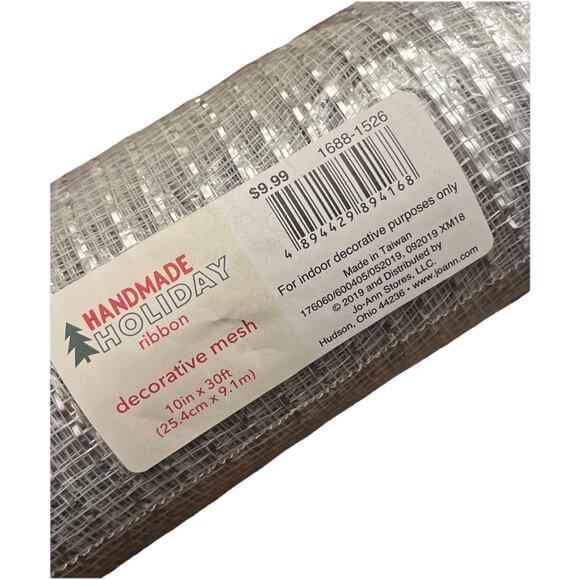 HANDMADE
HOLIDAY
ribbon
decorative mesh
10in x 30ft
(25.4cm x 9.1m)
$9.99
1688-1526
4 894429 894168
For indoor decorative purposes only
Made in Taiwan
176060/600405/052019, 092019 XM18
© 2019 and Distributed by
Jo-Ann Stores, LLC.
Hudson, Ohio 44236 • www.joann.com